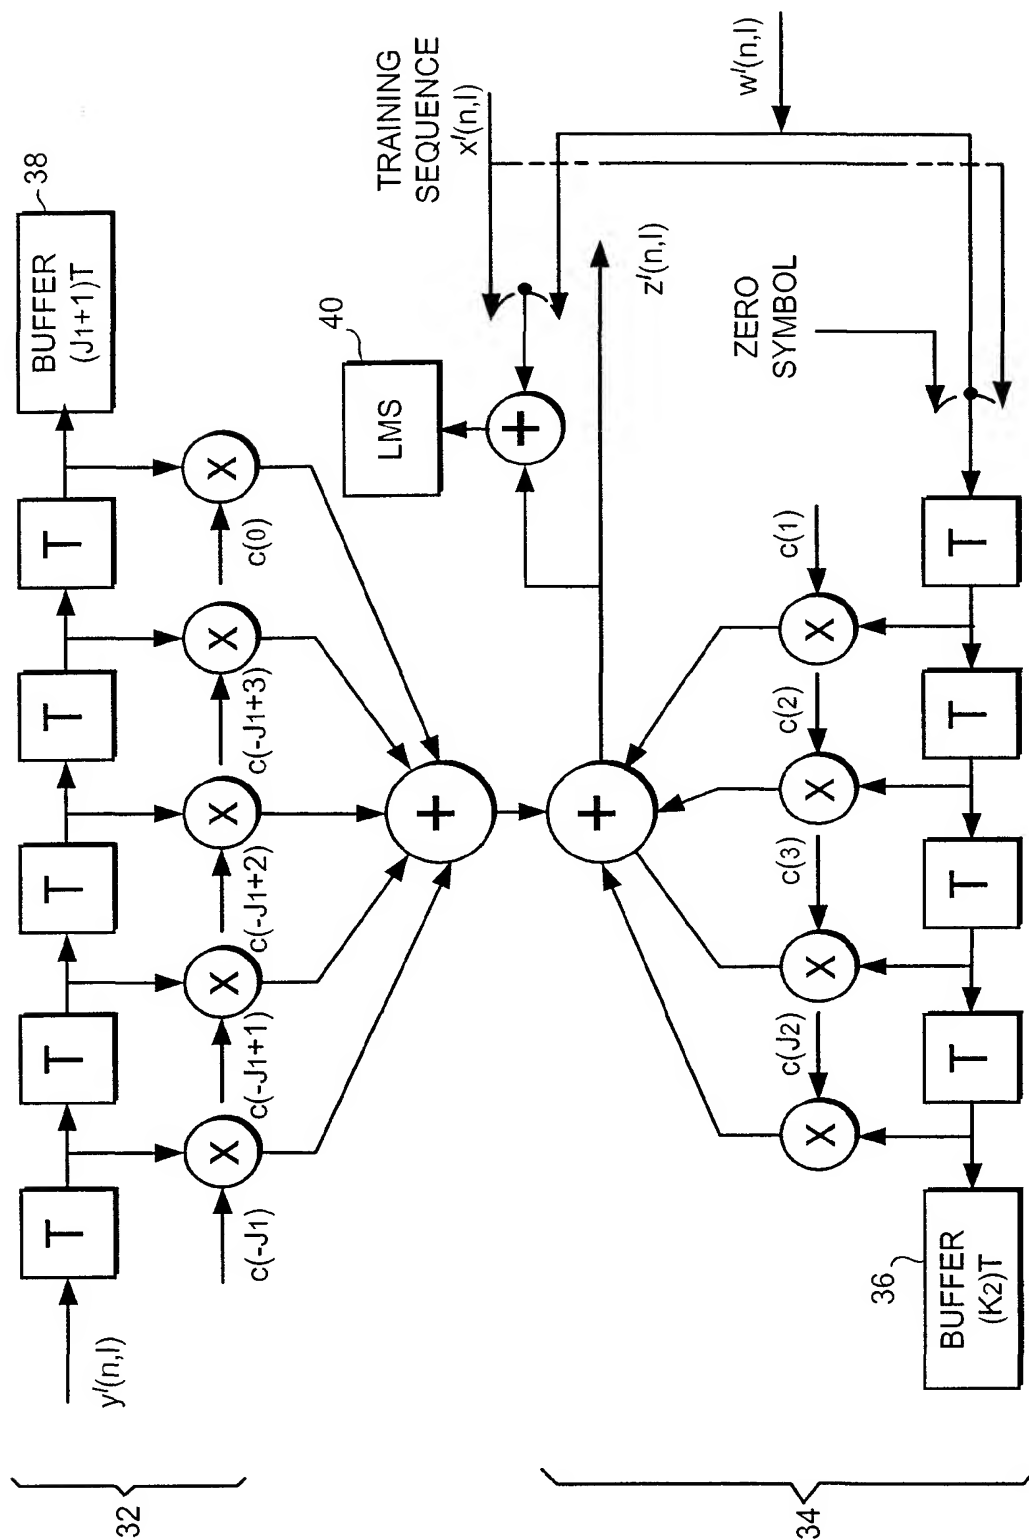 32
y'(n,l)
T
T
T
T
T
BUFFER
(J1+1)T
38
c(-J1)
X
c(-J1+1)
X
c(-J1+2)
X
c(-J1+3)
X
c(0)
X
+
LMS
40
+
TRAINING
SEQUENCE
x'(n,l)
34
+
z'(n,l)
w'(n,l)
ZERO
SYMBOL
c(J2)
X
c(3)
X
c(2)
X
c(1)
X
36
BUFFER
(K2)T
T
T
T
T